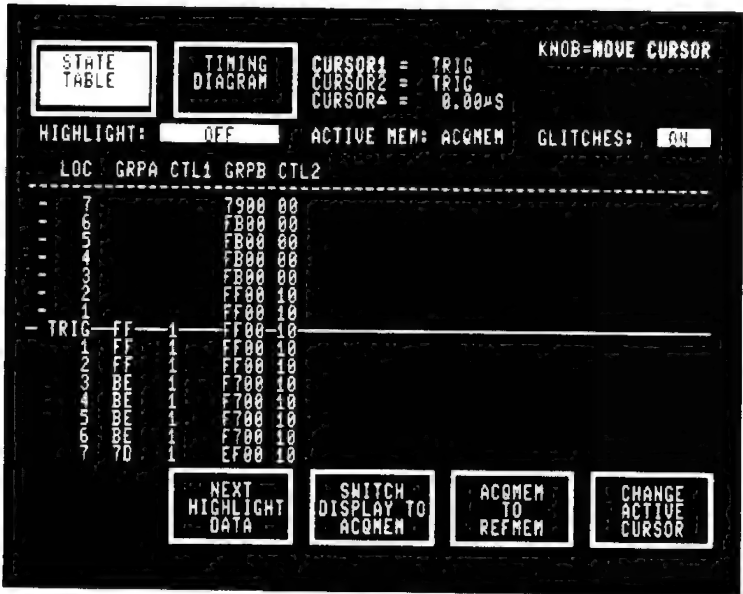 STATE TABLE
TIMING DIAGRAM
CURSOR1 = TRIG
CURSOR2 = TRIG
CURSOR△ = 0.00µS
KNOB=MOVE CURSOR
HIGHLIGHT: OFF ACTIVE MEM: ACQMEM GLITCHES: ON
LOC GRPA CTL1 GRPB CTL2
- 7 7900 00
- 6 FB00 00
- 5 FB00 00
- 4 FB00 00
- 3 FB00 00
- 2 FF00 10
- 1 FF00 10
- TRIG FF 1 FF00 10
1 FF 1 FF00 10
2 FF 1 FF00 10
3 BE 1 F700 10
4 BE 1 F700 10
5 BE 1 F700 10
6 BE 1 F700 10
7 7D 1 EF00 10
NEXT HIGHLIGHT DATA
SWITCH DISPLAY TO ACQMEM
ACQMEM TO REFMEM
CHANGE ACTIVE CURSOR